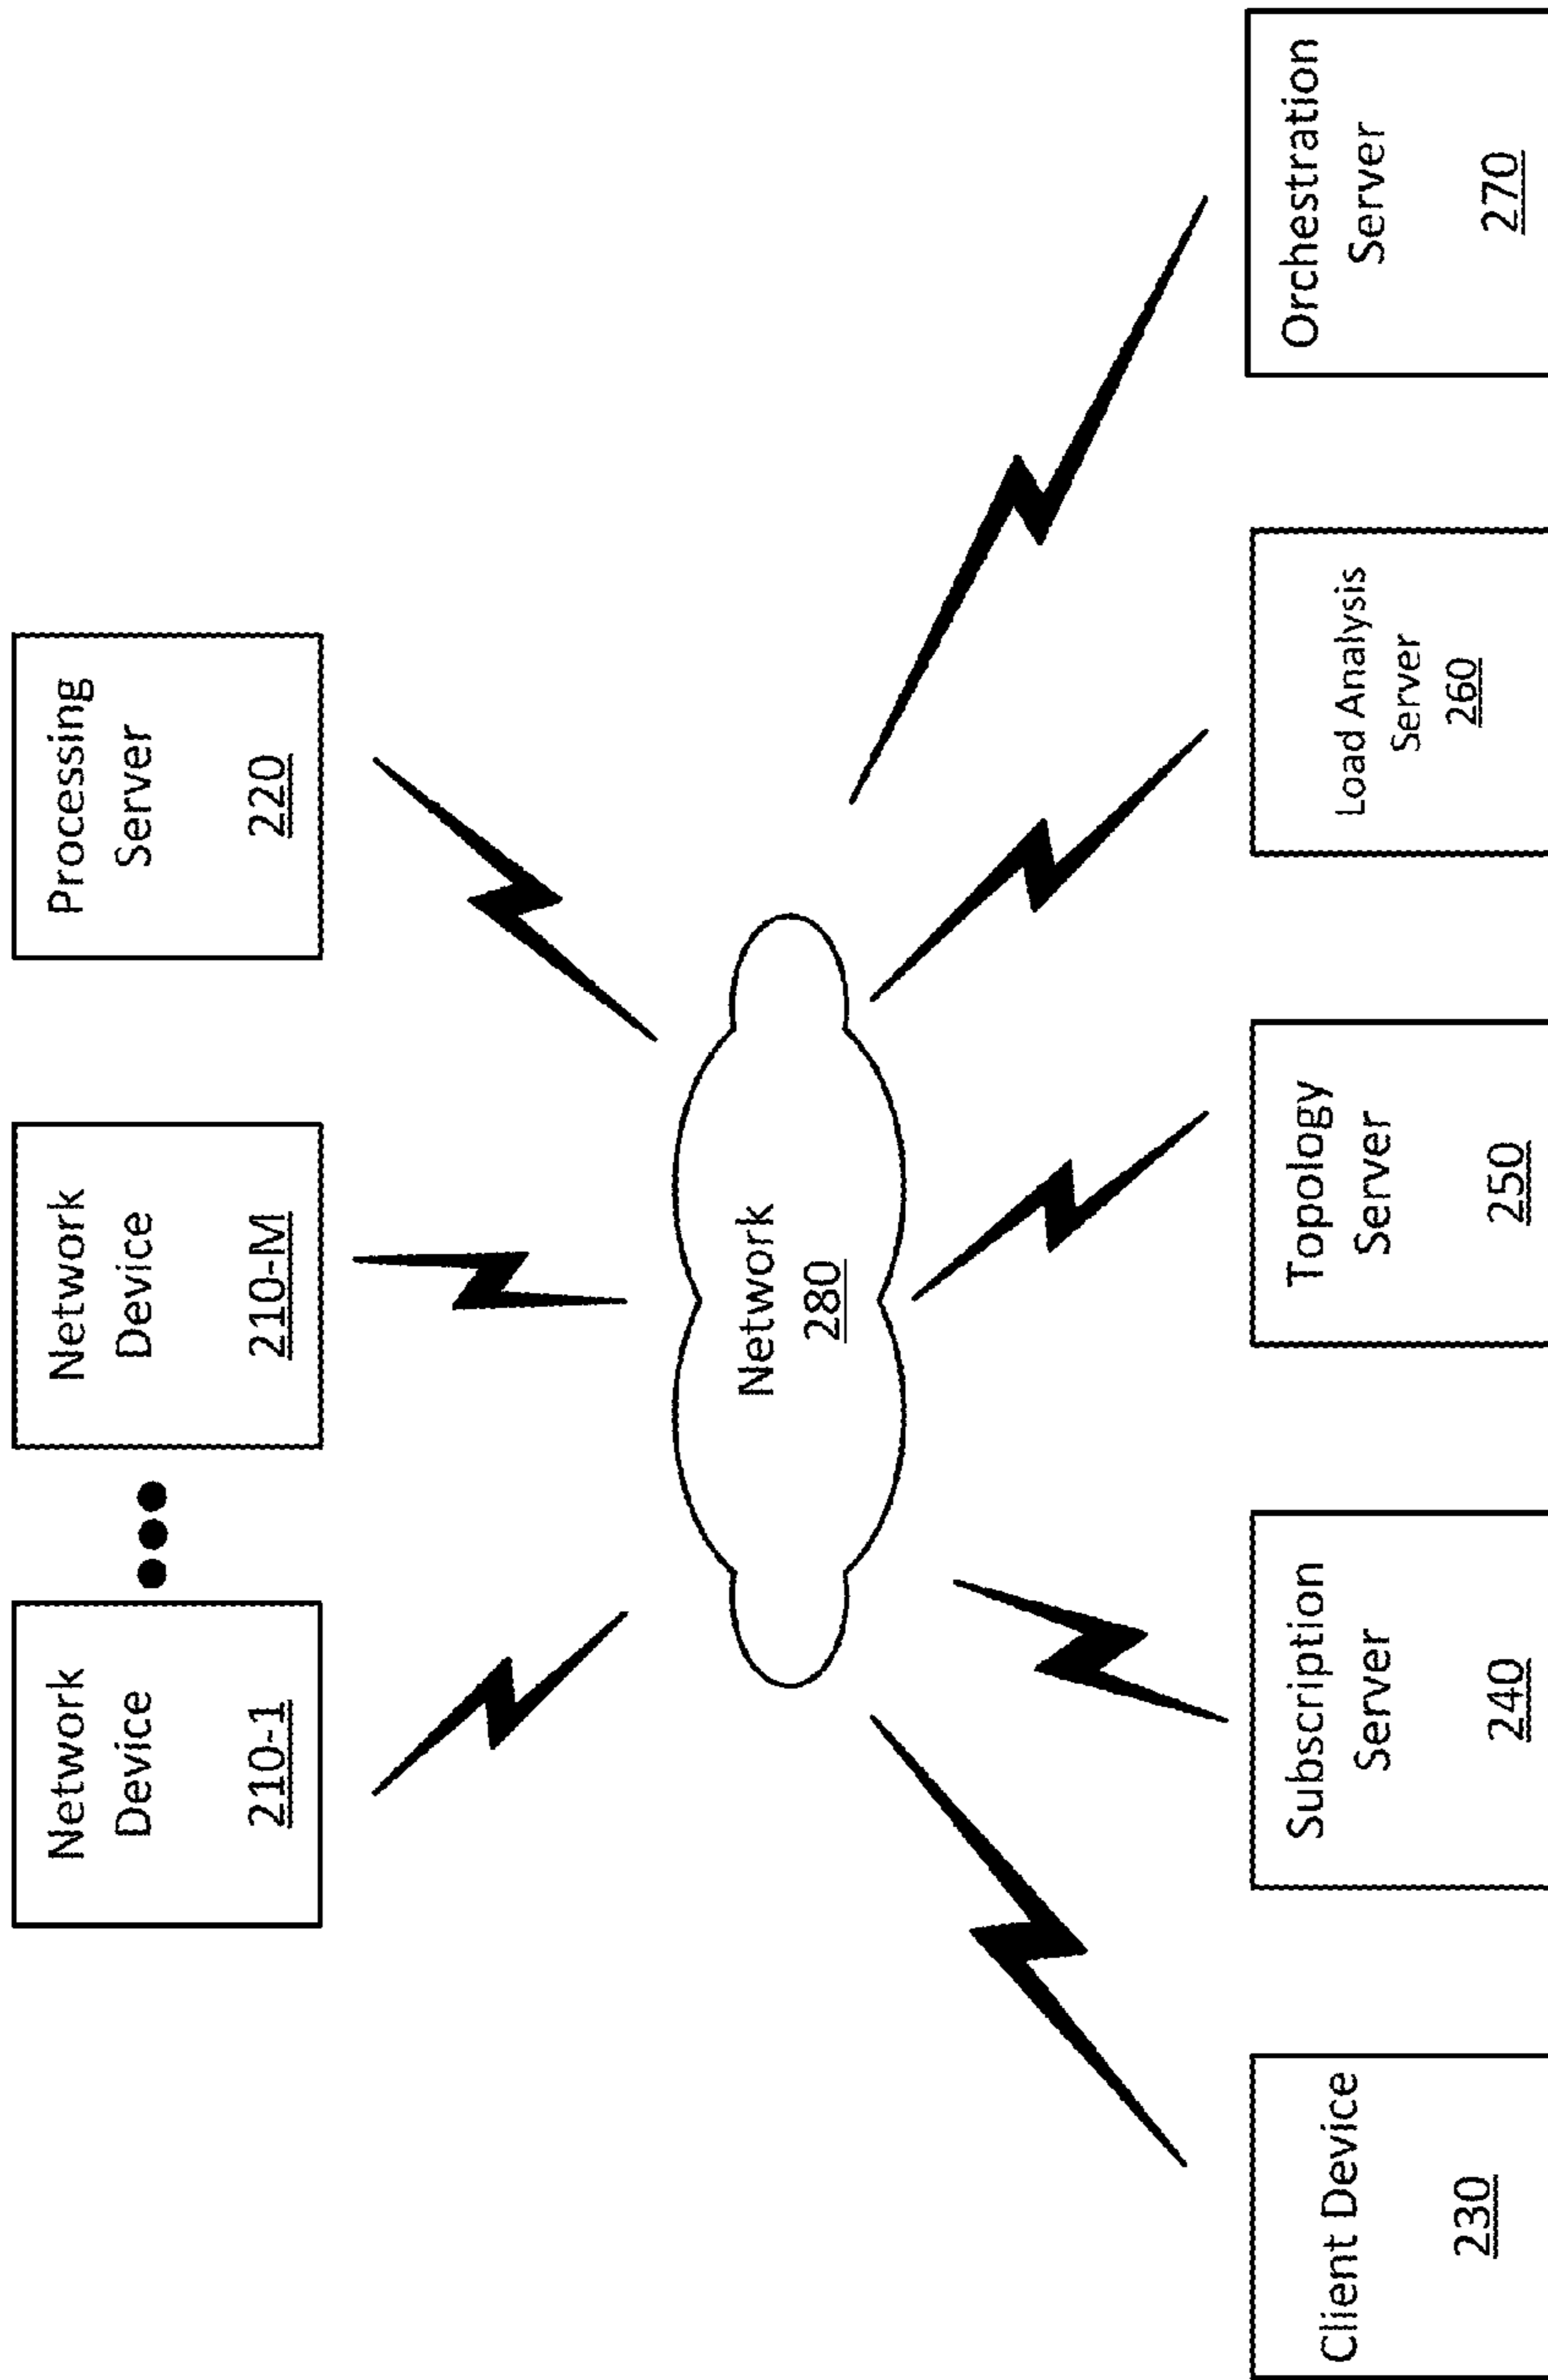 Network
Device
210-1
Network
Device
210-M
Processing
Server
220
Network
280
Client Device
230
Subscription
Server
240
Topology
Server
250
Load Analysis
Server
260
Orchestration
Server
270